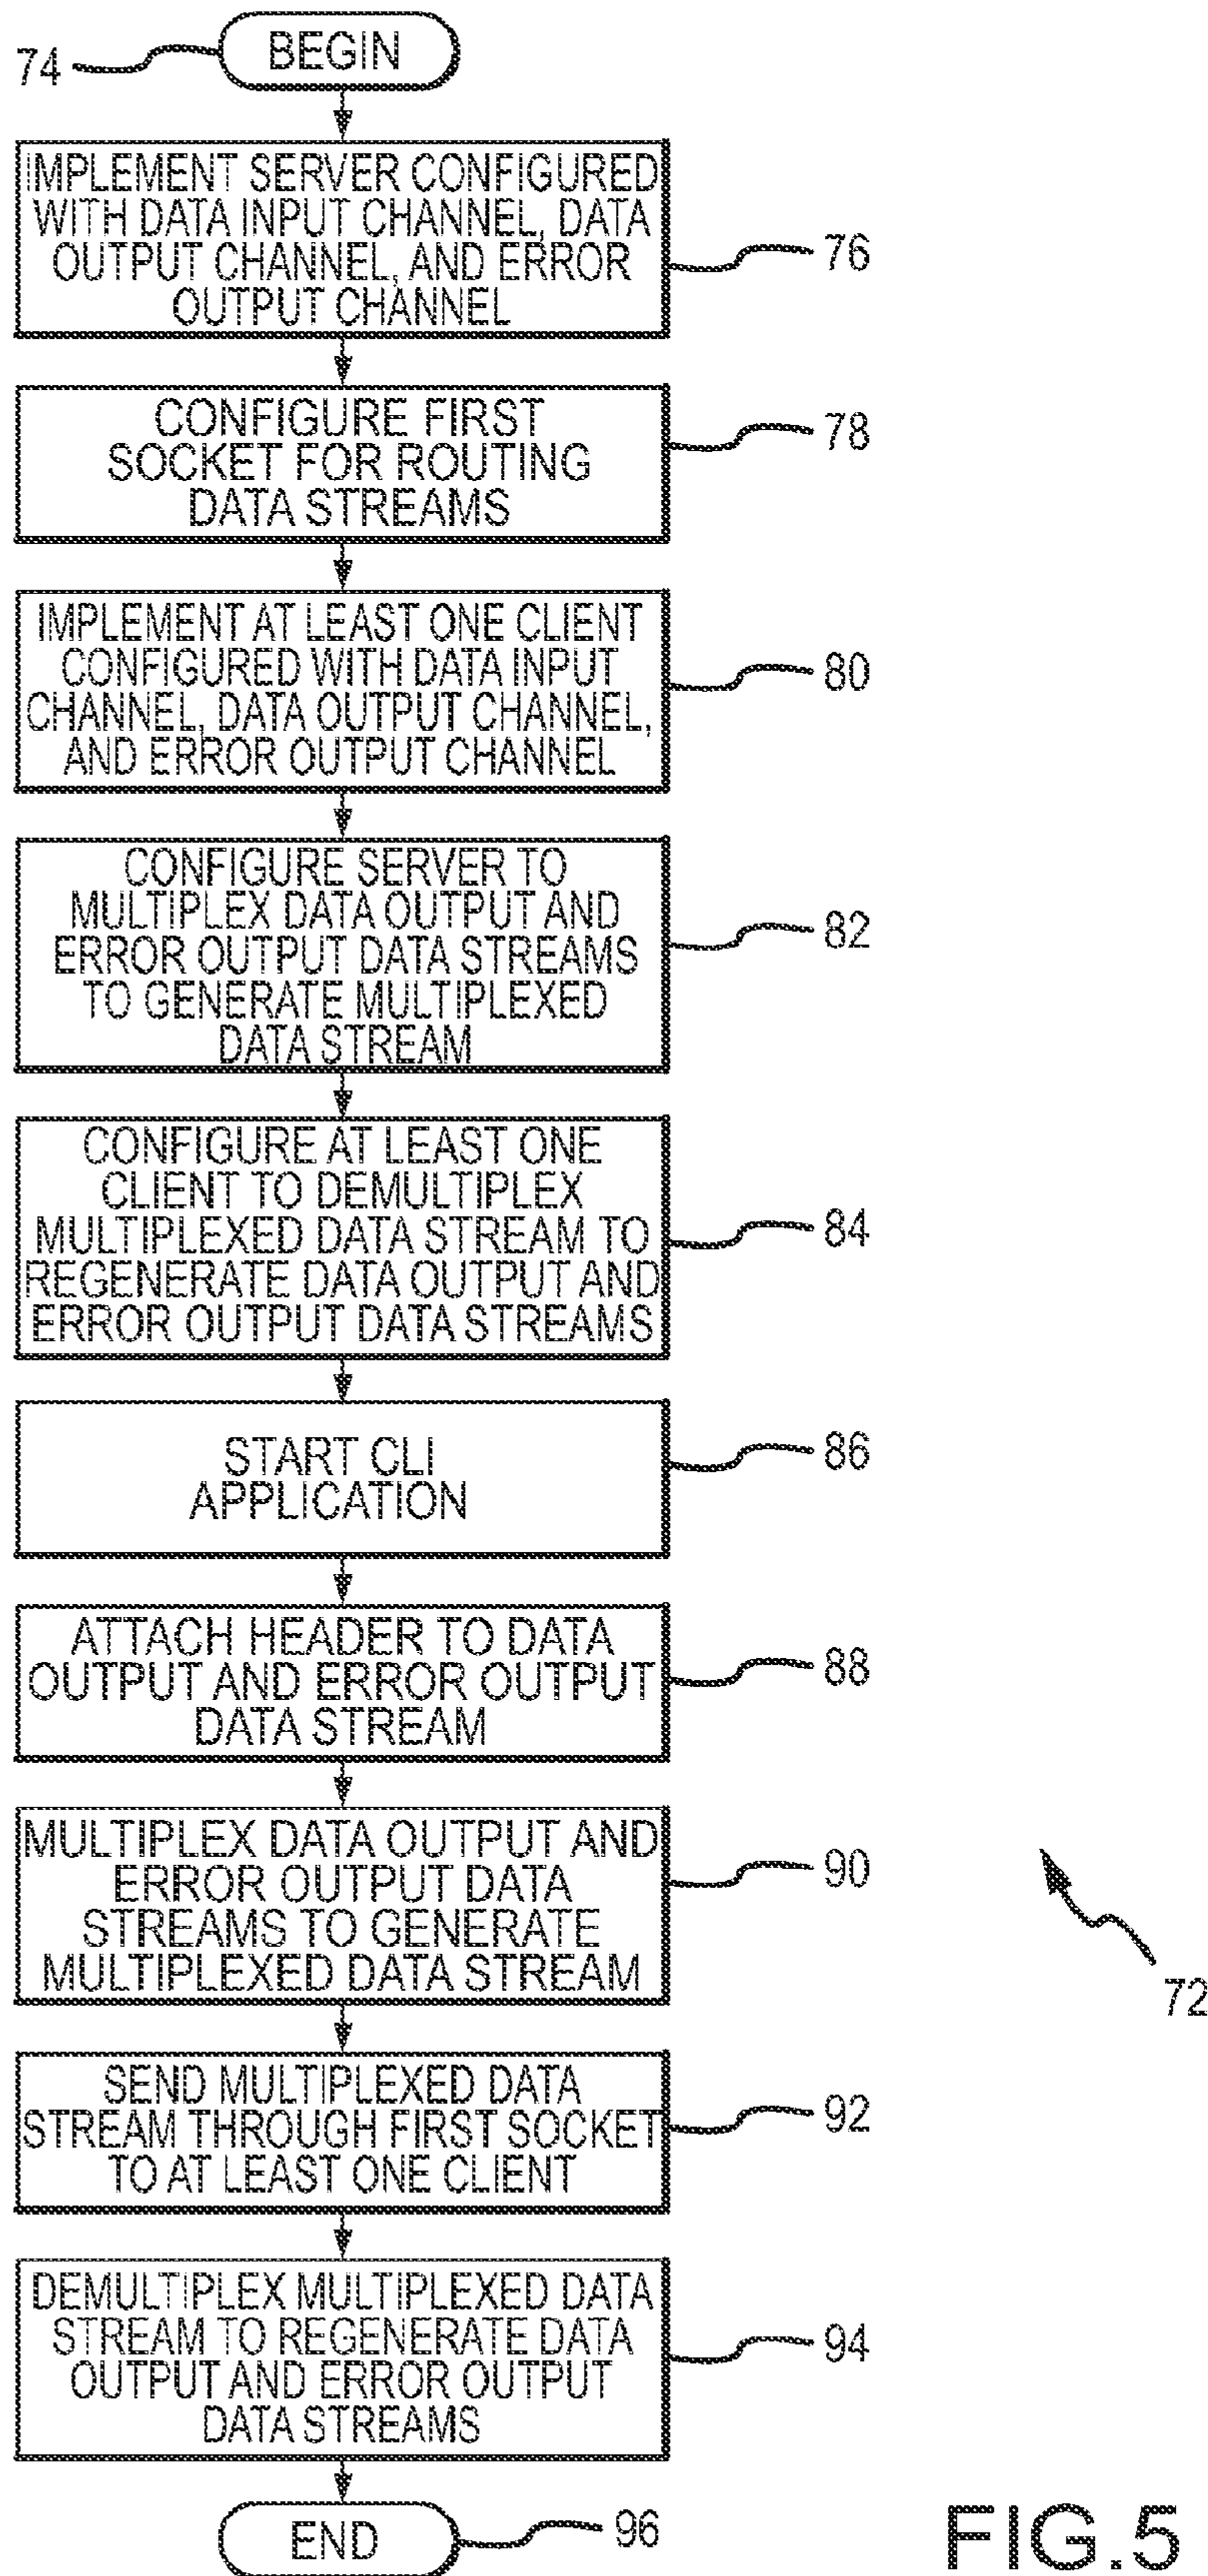 BEGIN
74
IMPLEMENT SERVER CONFIGURED
WITH DATA INPUT CHANNEL, DATA
OUTPUT CHANNEL, AND ERROR
OUTPUT CHANNEL
76
CONFIGURE FIRST
SOCKET FOR ROUTING
DATA STREAMS
78
IMPLEMENT AT LEAST ONE CLIENT
CONFIGURED WITH DATA INPUT
CHANNEL, DATA OUTPUT CHANNEL,
AND ERROR OUTPUT CHANNEL
80
CONFIGURE SERVER TO
MULTIPLEX DATA OUTPUT AND
ERROR OUTPUT DATA STREAMS
TO GENERATE MULTIPLEXED
DATA STREAM
82
CONFIGURE AT LEAST ONE
CLIENT TO DEMULTIPLEX
MULTIPLEXED DATA STREAM TO
REGENERATE DATA OUTPUT AND
ERROR OUTPUT DATA STREAMS
84
START CLI
APPLICATION
86
ATTACH HEADER TO DATA
OUTPUT AND ERROR OUTPUT
DATA STREAM
88
MULTIPLEX DATA OUTPUT AND
ERROR OUTPUT DATA
STREAMS TO GENERATE
MULTIPLEXED DATA STREAM
90
72
SEND MULTIPLEXED DATA
STREAM THROUGH FIRST SOCKET
TO AT LEAST ONE CLIENT
92
DEMULTIPLEX MULTIPLEXED DATA
STREAM TO REGENERATE DATA
OUTPUT AND ERROR OUTPUT
DATA STREAMS
94
END
96
FIG.5